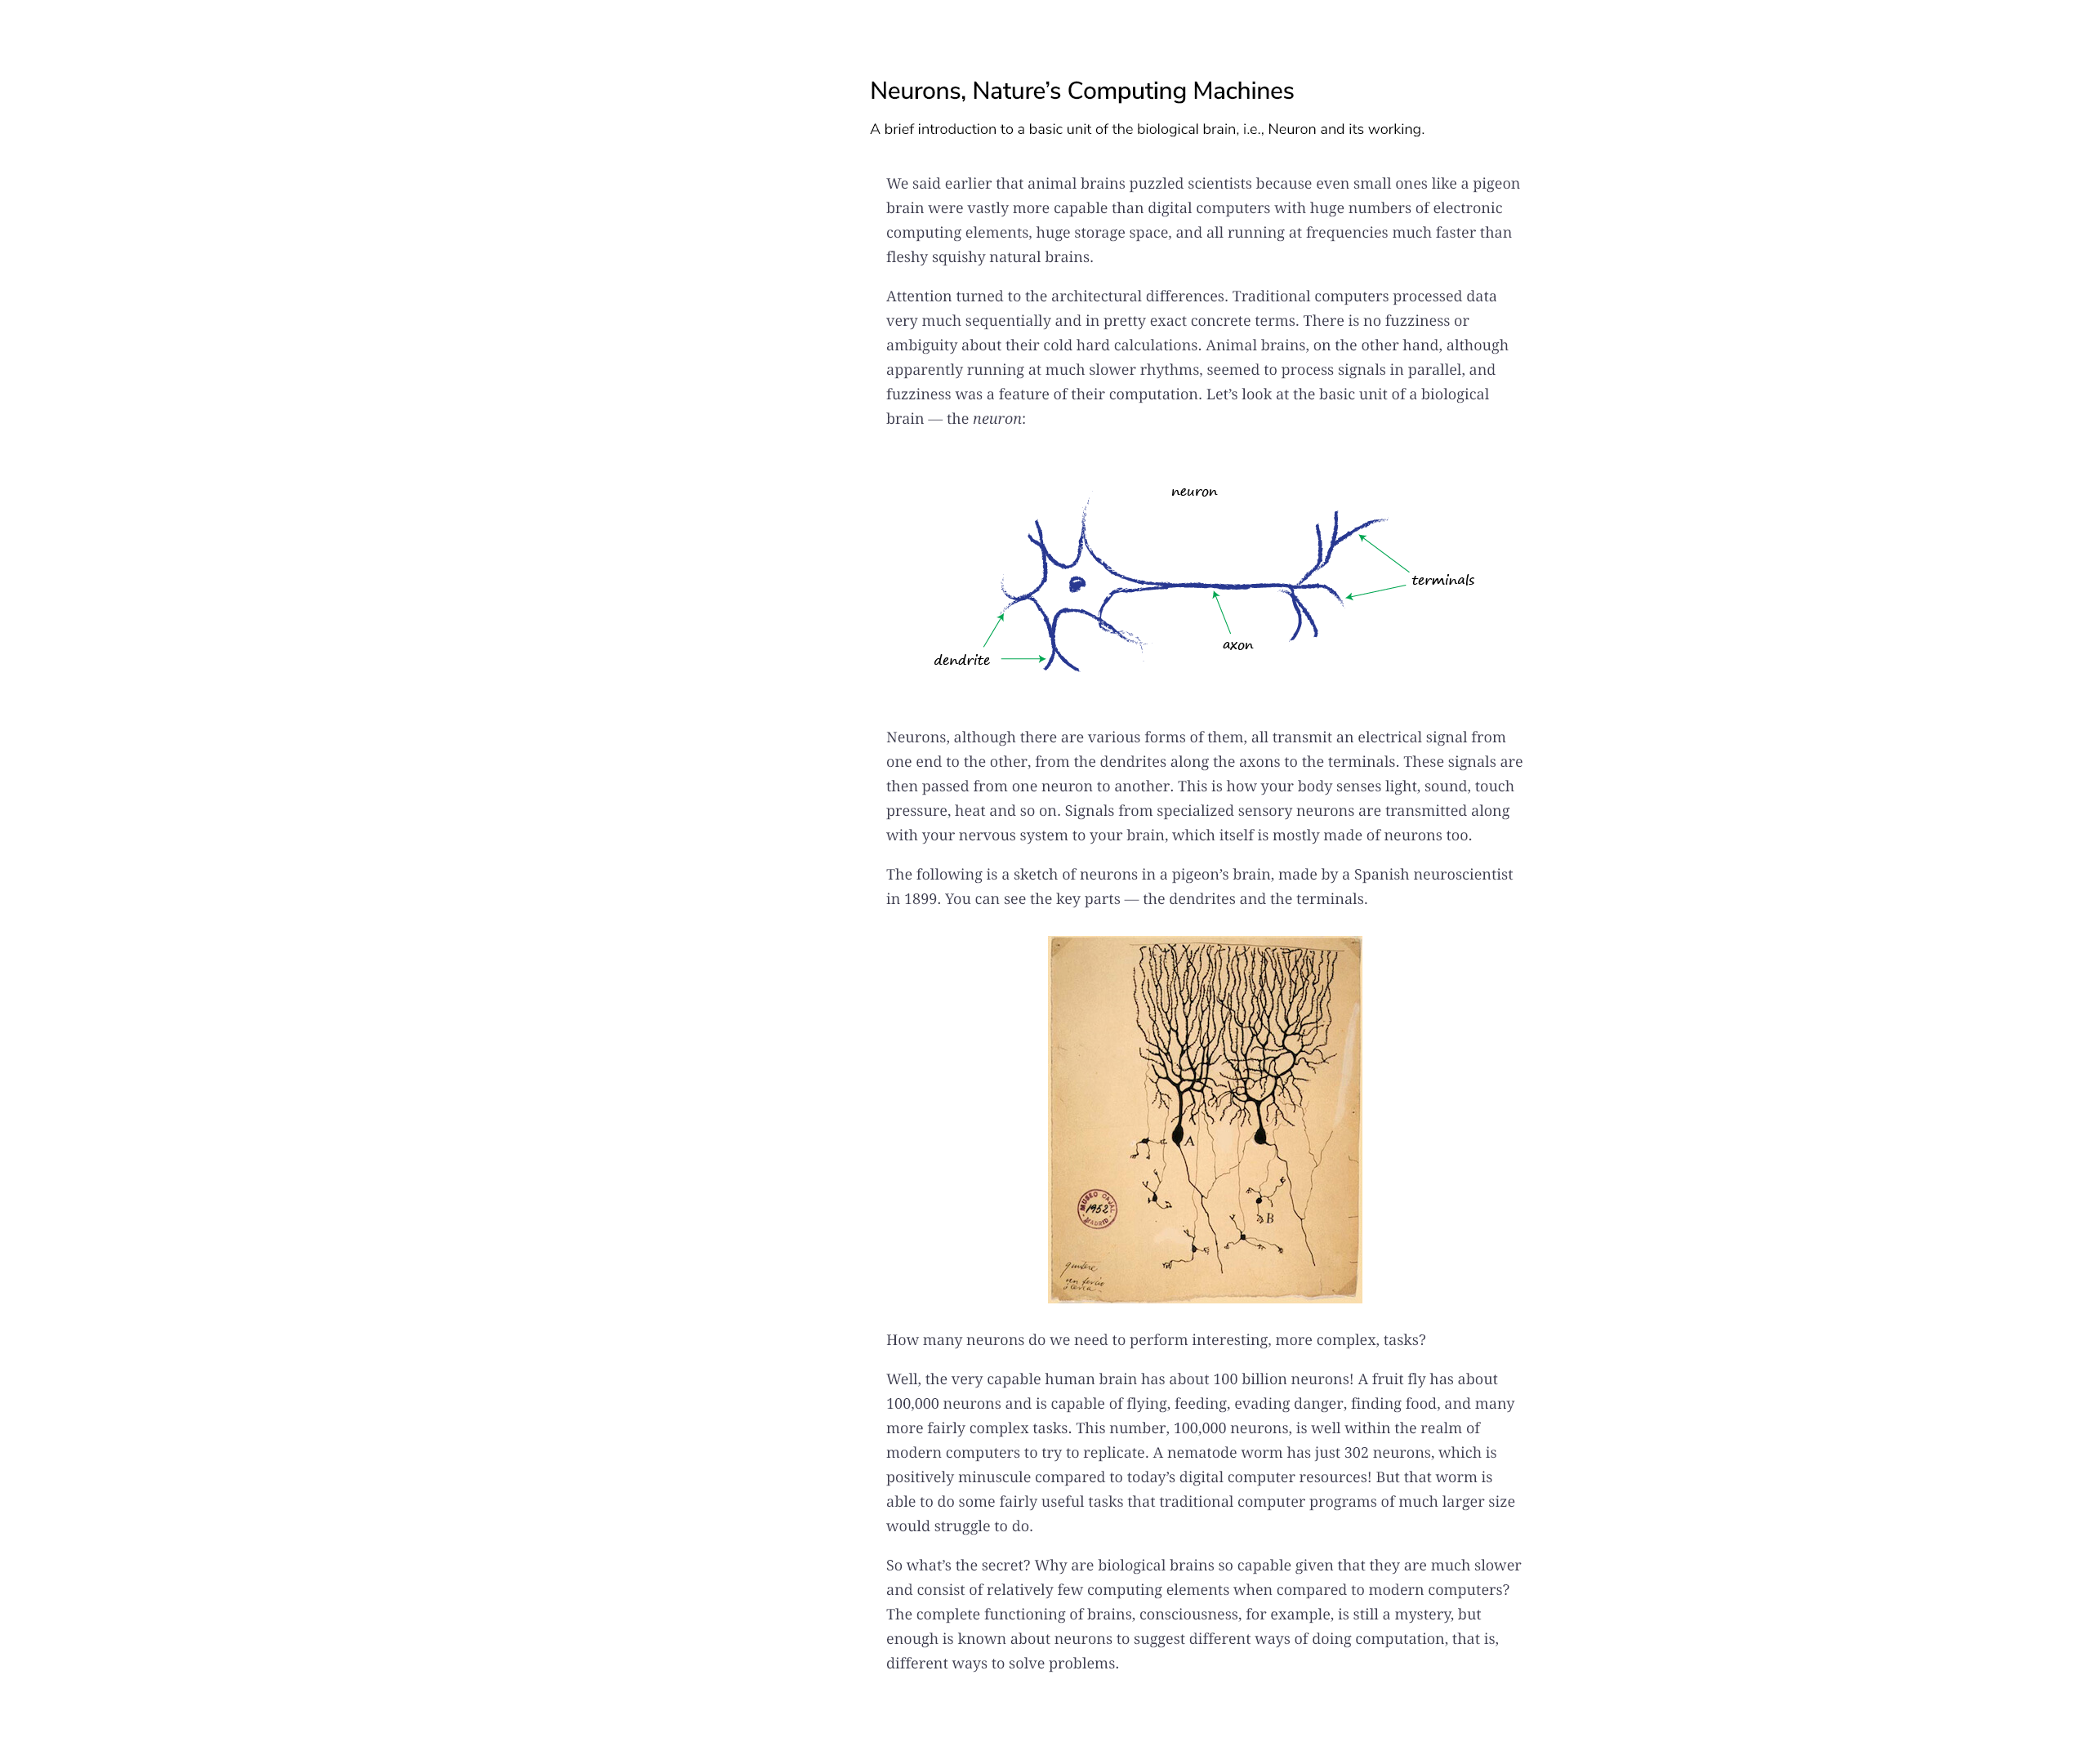 Neurons, Nature’s Computing Machines
A brief introduction to a basic unit of the biological brain, i.e., Neuron and its working.
We said earlier that animal brains puzzled scientists because even small ones like a pigeon
brain were vastly more capable than digital computers with huge numbers of electronic
computing elements, huge storage space, and all running at frequencies much faster than
fleshy squishy natural brains.
Attention turned to the architectural differences. Traditional computers processed data
very much sequentially and in pretty exact concrete terms. There is no fuzziness or
ambiguity about their cold hard calculations. Animal brains, on the other hand, although
apparently running at much slower rhythms, seemed to process signals in parallel, and
fuzziness was a feature of their computation. Let’s look at the basic unit of a biological
brain — the neuron:
neuron
terminals
axon
dendrite
Neurons, although there are various forms of them, all transmit an electrical signal from
one end to the other, from the dendrites along the axons to the terminals. These signals are
then passed from one neuron to another. This is how your body senses light, sound, touch
pressure, heat and so on. Signals from specialized sensory neurons are transmitted along
with your nervous system to your brain, which itself is mostly made of neurons too.
The following is a sketch of neurons in a pigeon’s brain, made by a Spanish neuroscientist
in 1899. You can see the key parts — the dendrites and the terminals.
A
MUSEO CAJAL
1952
MADRID
B
How many neurons do we need to perform interesting, more complex, tasks?
Well, the very capable human brain has about 100 billion neurons! A fruit fly has about
100,000 neurons and is capable of flying, feeding, evading danger, finding food, and many
more fairly complex tasks. This number, 100,000 neurons, is well within the realm of
modern computers to try to replicate. A nematode worm has just 302 neurons, which is
positively minuscule compared to today’s digital computer resources! But that worm is
able to do some fairly useful tasks that traditional computer programs of much larger size
would struggle to do.
So what’s the secret? Why are biological brains so capable given that they are much slower
and consist of relatively few computing elements when compared to modern computers?
The complete functioning of brains, consciousness, for example, is still a mystery, but
enough is known about neurons to suggest different ways of doing computation, that is,
different ways to solve problems.